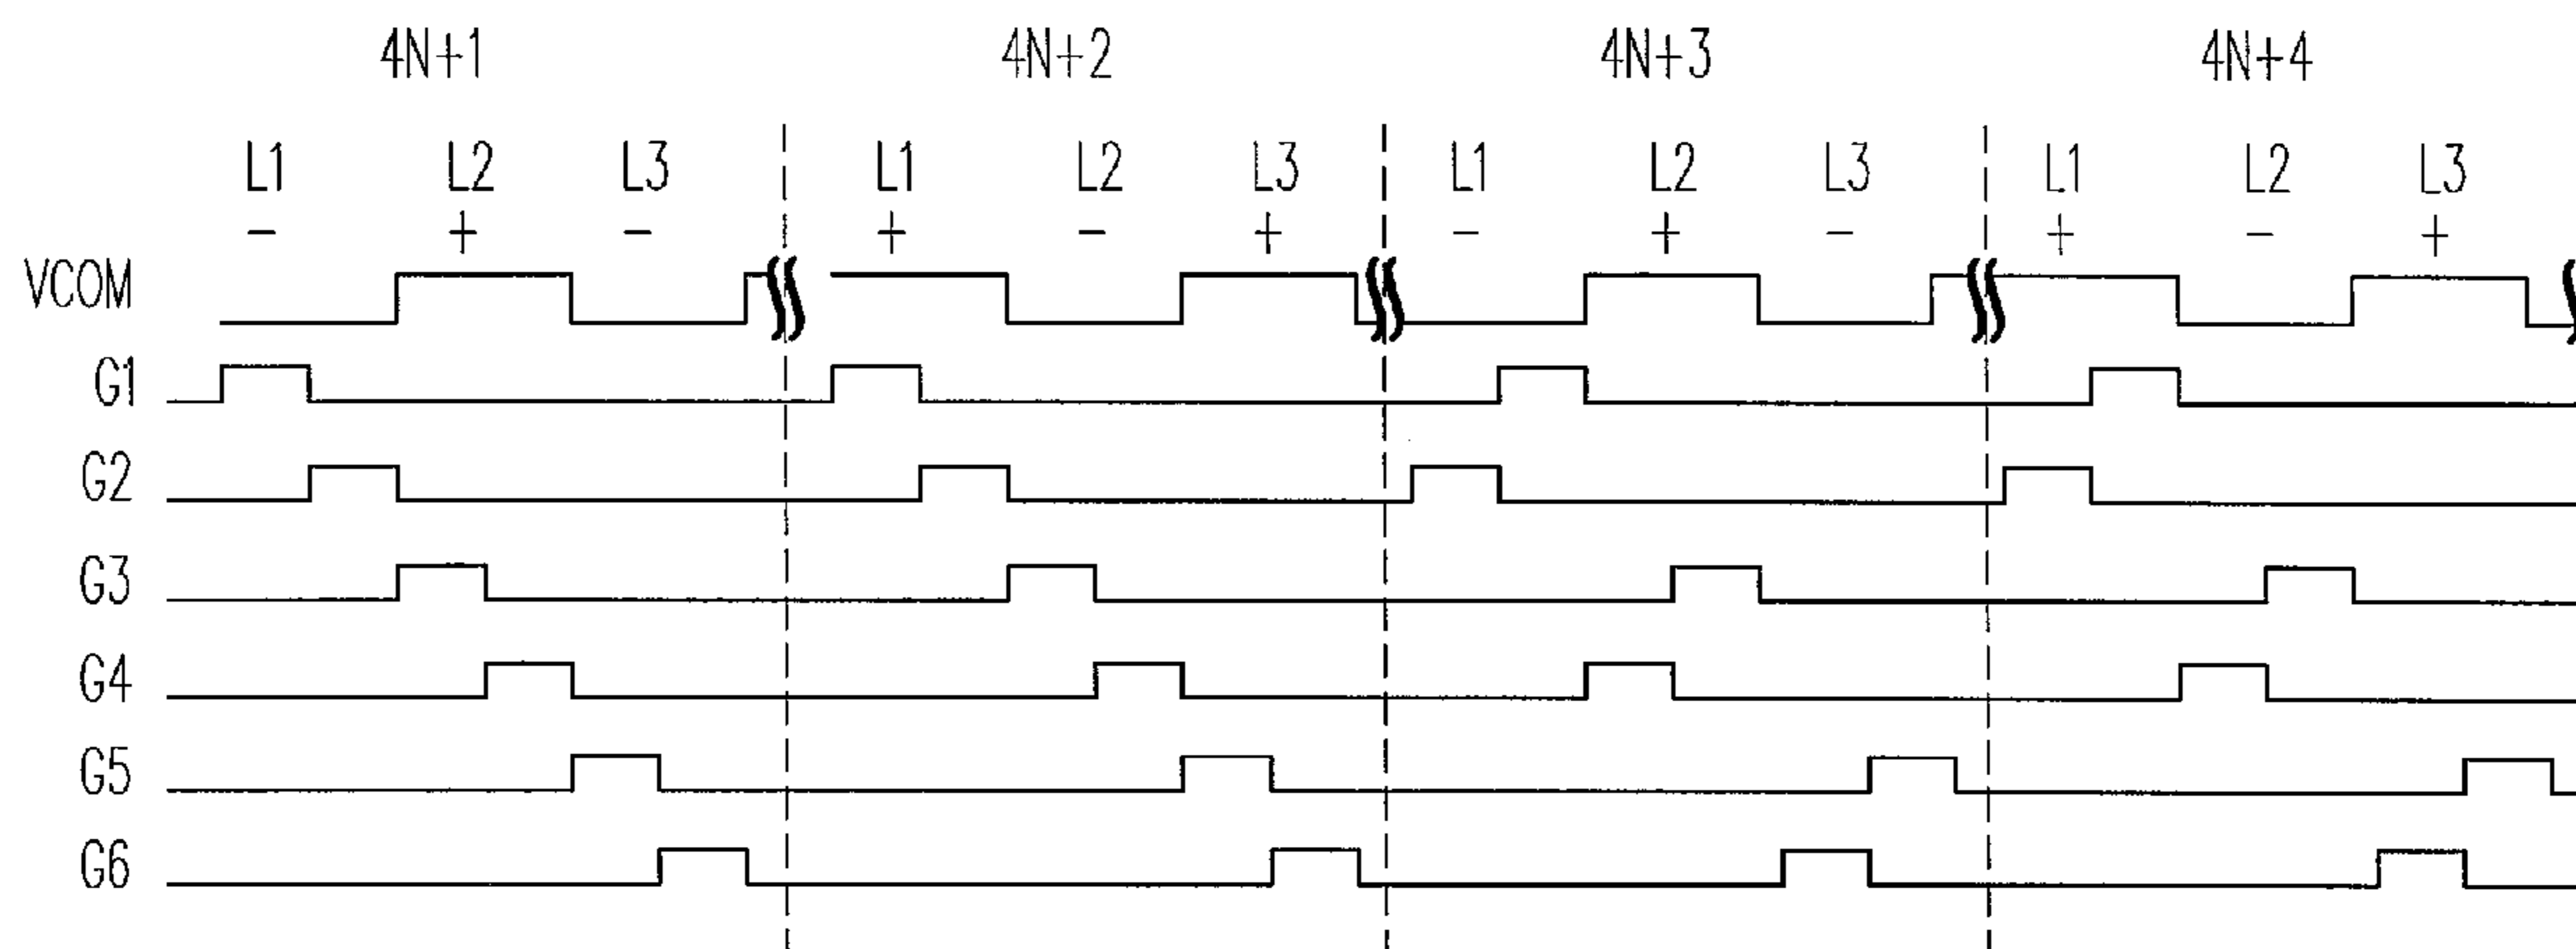 4N+1 4N+2 4N+3 4N+4
L1 L2 L3 L1 L2 L3 L1 L2 L3 L1 L2 L3
− + − + − + − + − + − +
VCOM
G1
G2
G3
G4
G5
G6